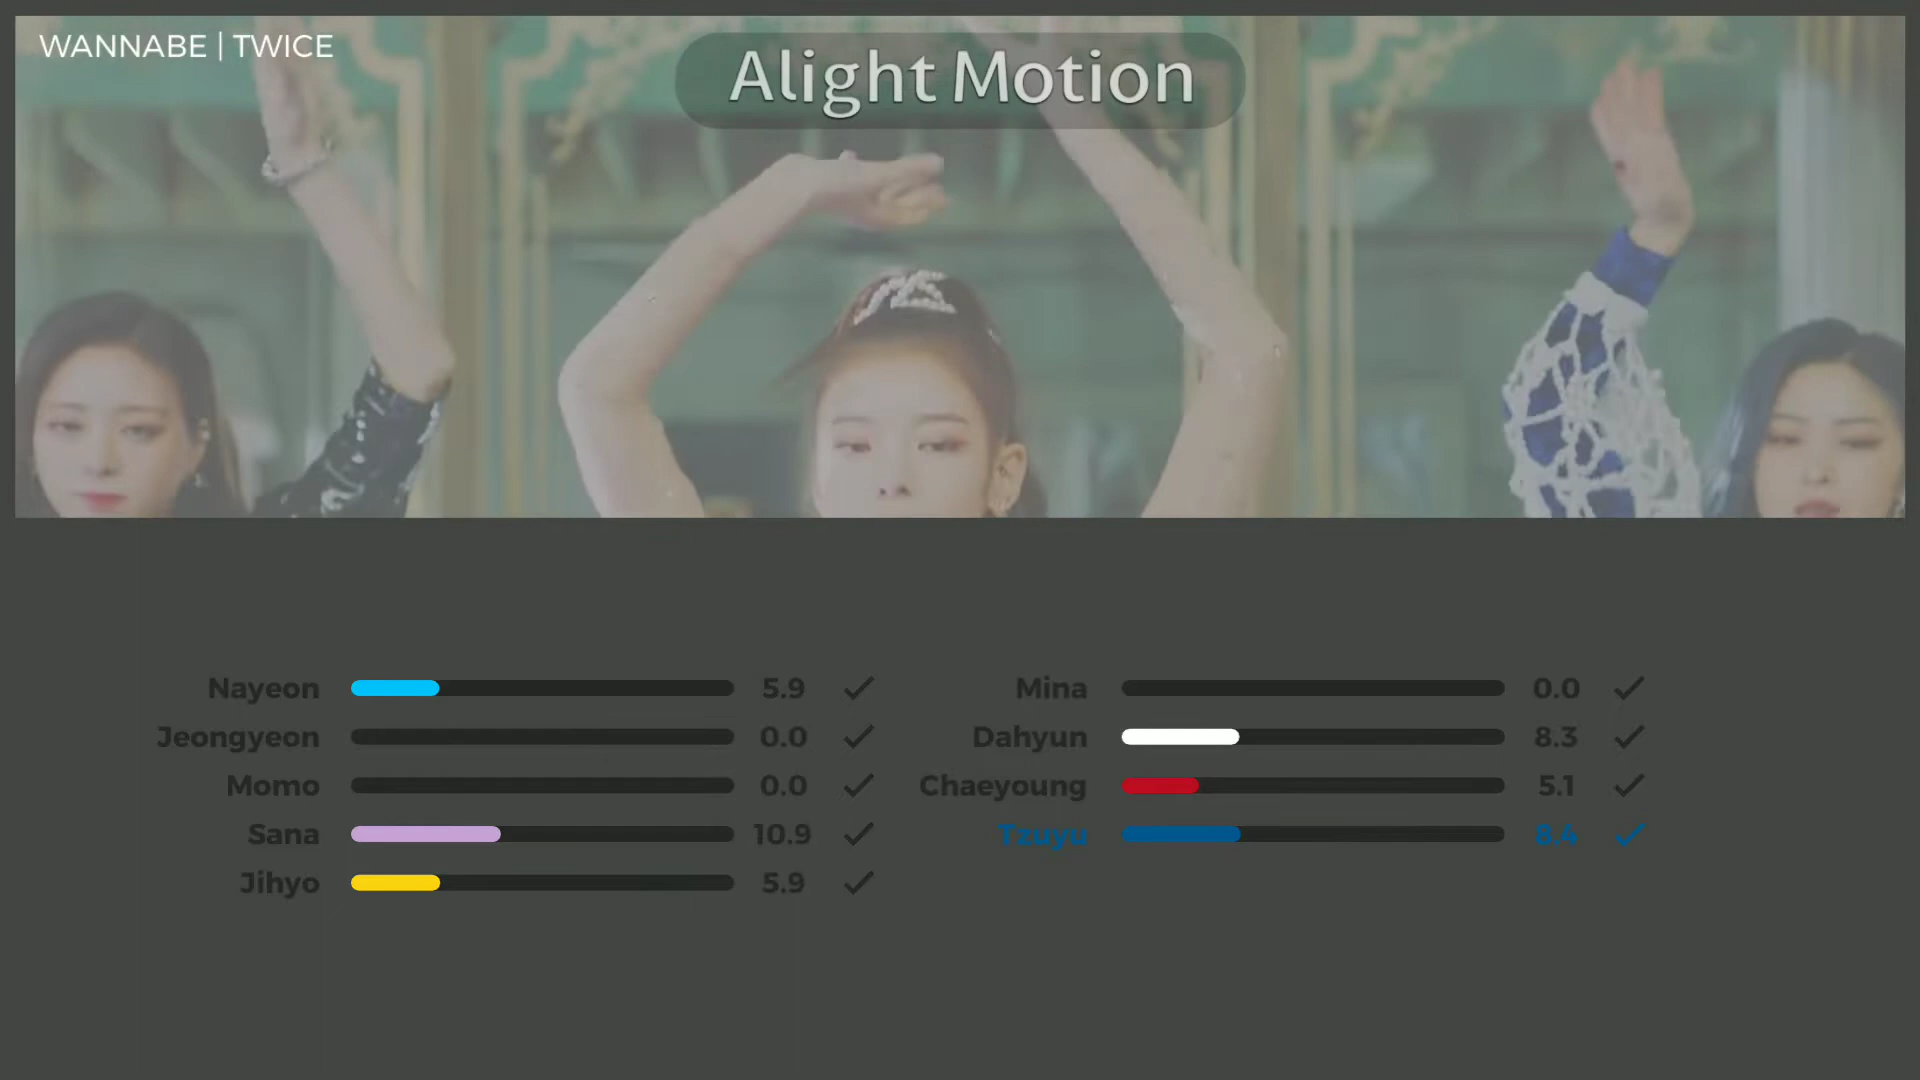 WANNABE | TWICE
Alight Motion
Nayeon 5.9
Jeongyeon 0.0
Momo 0.0
Sana 10.9
Jihyo 5.9
Mina 0.0
Dahyun 8.3
Chaeyoung 5.1
Tzuyu 8.4